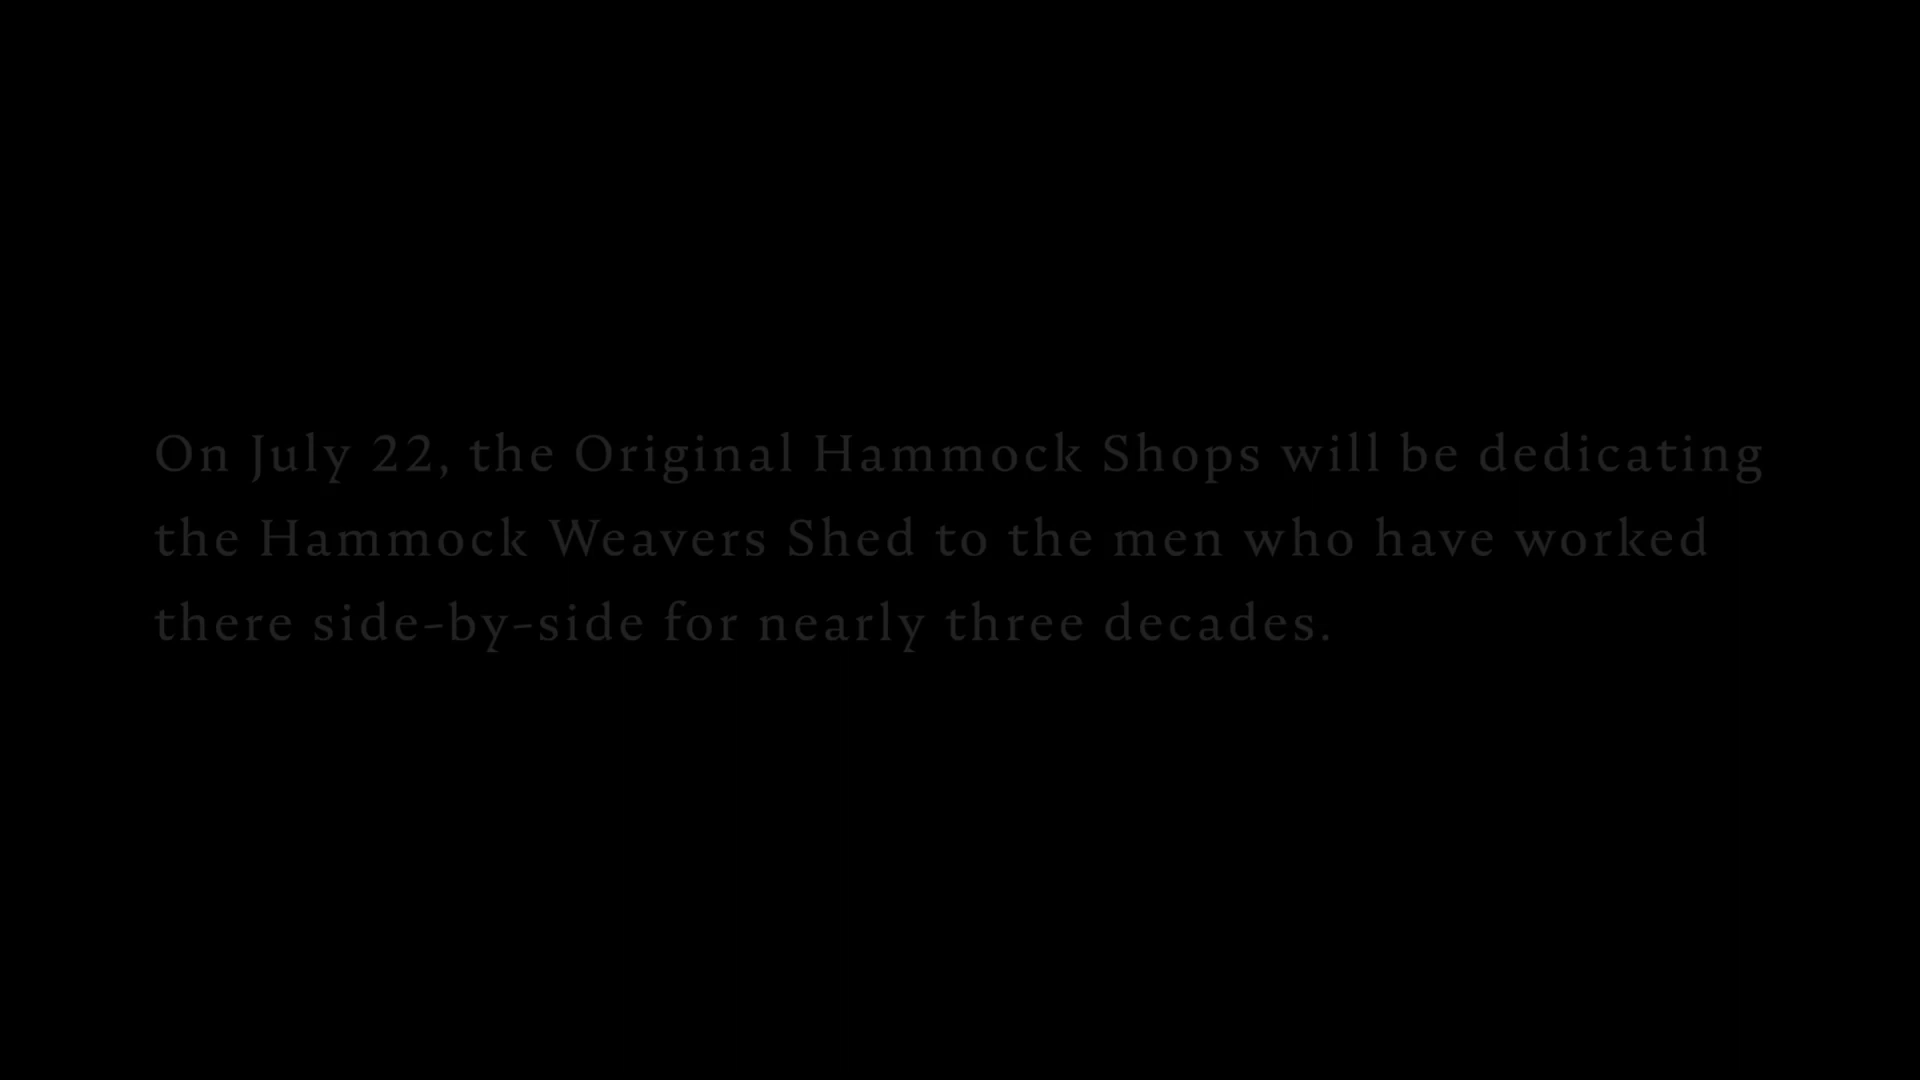 On July 22, the Original Hammock Shops will be dedicating
the Hammock Weavers Shed to the men who have worked
there side-by-side for nearly three decades.